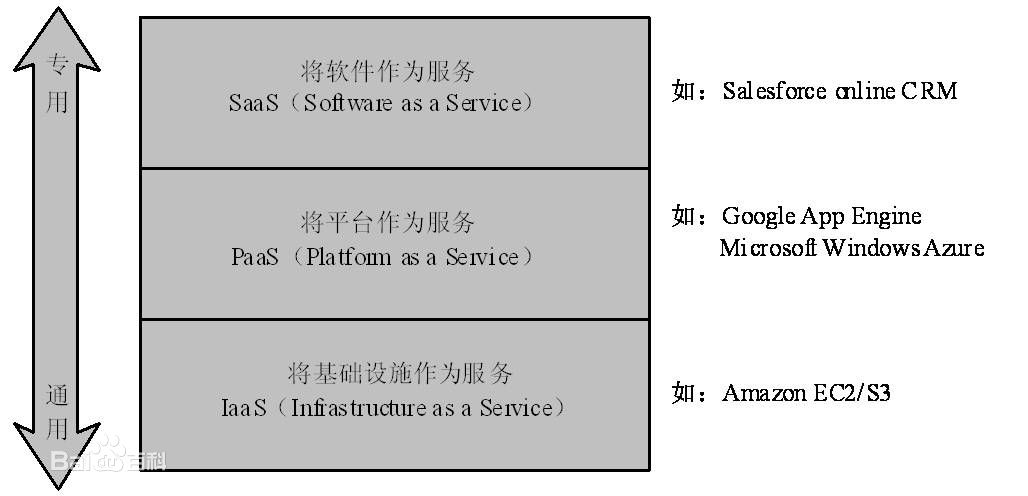 专用
将软件作为服务
SaaS（Software as a Service）
如：Salesforce online CRM
将平台作为服务
PaaS（Platform as a Service）
如：Google App Engine
Microsoft Windows Azure
将基础设施作为服务
IaaS（Infrastructure as a Service）
如：Amazon EC2/S3
通用
Bai百科